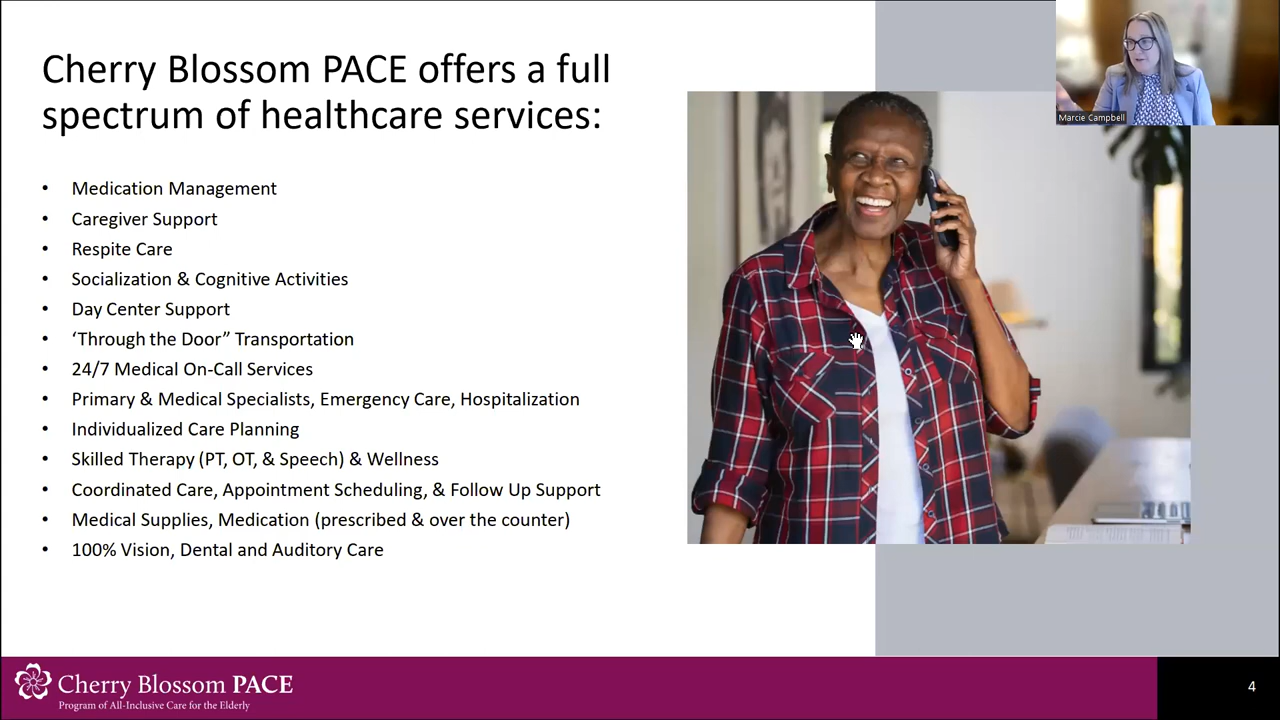 Cherry Blossom PACE offers a full
spectrum of healthcare services:
• Medication Management
• Caregiver Support
• Respite Care
• Socialization & Cognitive Activities
• Day Center Support
• ‘Through the Door” Transportation
• 24/7 Medical On-Call Services
• Primary & Medical Specialists, Emergency Care, Hospitalization
• Individualized Care Planning
• Skilled Therapy (PT, OT, & Speech) & Wellness
• Coordinated Care, Appointment Scheduling, & Follow Up Support
• Medical Supplies, Medication (prescribed & over the counter)
• 100% Vision, Dental and Auditory Care
Marcie Campbell
Cherry Blossom PACE
Program of All-Inclusive Care for the Elderly
4